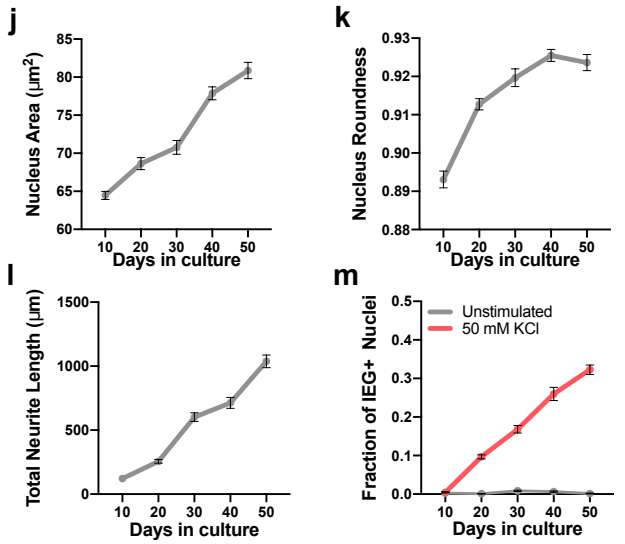 j
Nucleus Area (μm²)
85
80
75
70
65
60
10 20 30 40 50
Days in culture
k
Nucleus Roundness
0.93
0.92
0.91
0.90
0.89
0.88
10 20 30 40 50
Days in culture
l
Total Neurite Length (μm)
1500
1000
500
0
10 20 30 40 50
Days in culture
m
Fraction of IEG+ Nuclei
0.5
0.4
0.3
0.2
0.1
0.0
Unstimulated
50 mM KCl
10 20 30 40 50
Days in culture